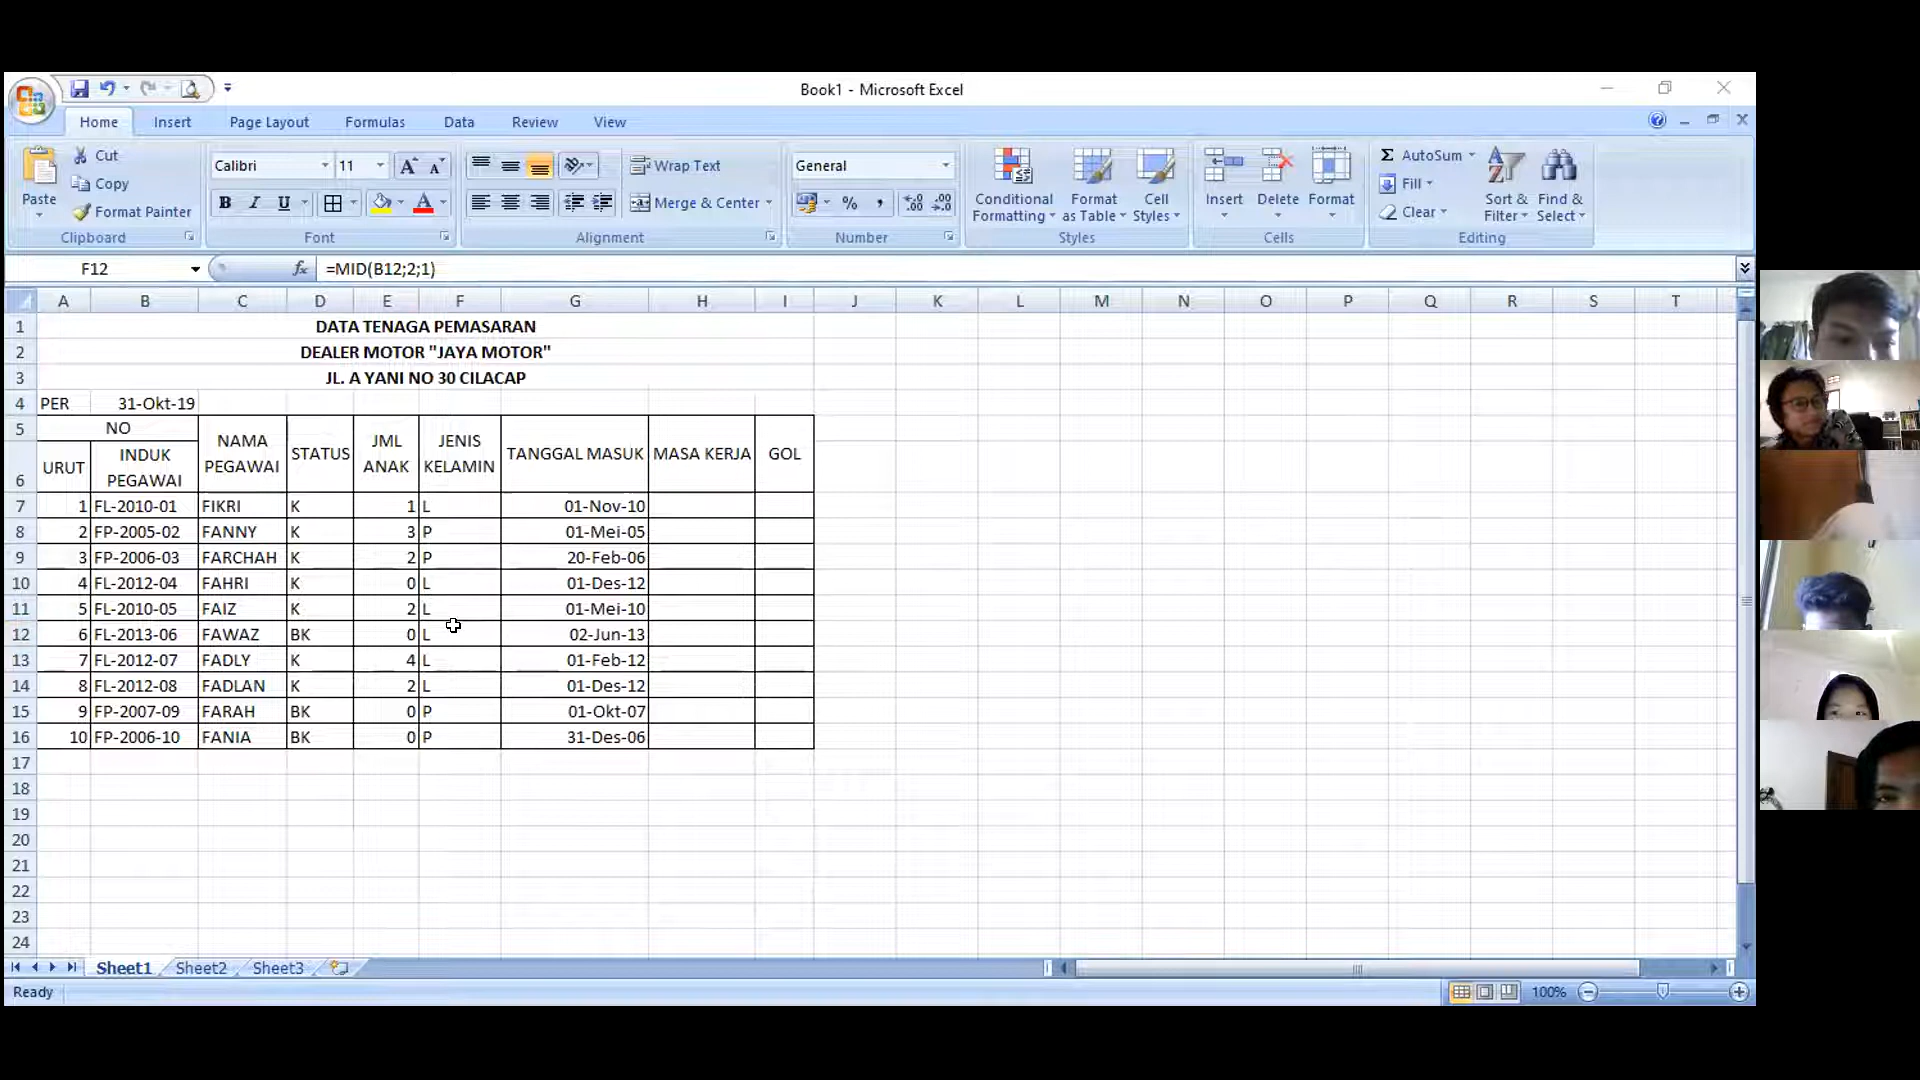 Book1 - Microsoft Excel
Home Insert Page Layout Formulas Data Review View
Paste
Cut
Copy
Format Painter
Clipboard
Calibri 11
B I U
Font
Wrap Text
Merge & Center
Alignment
General
%
Number
Conditional Formatting
Format as Table
Cell Styles
Styles
Insert Delete Format
Cells
Σ AutoSum
Fill
Clear
Sort & Filter
Find & Select
Editing
F12 fx =MID(B12;2;1)
A B C D E F G H I J K L M N O P Q R S T
1 DATA TENAGA PEMASARAN
2 DEALER MOTOR "JAYA MOTOR"
3 JL. A YANI NO 30 CILACAP
4 PER 31-Okt-19
5 NO
6 URUT INDUK PEGAWAI NAMA PEGAWAI STATUS JML ANAK JENIS KELAMIN TANGGAL MASUK MASA KERJA GOL
7 1 FL-2010-01 FIKRI K 1 L 01-Nov-10
8 2 FP-2005-02 FANNY K 3 P 01-Mei-05
9 3 FP-2006-03 FARCHAH K 2 P 20-Feb-06
10 4 FL-2012-04 FAHRI K 0 L 01-Des-12
11 5 FL-2010-05 FAIZ K 2 L 01-Mei-10
12 6 FL-2013-06 FAWAZ BK 0 L 02-Jun-13
13 7 FL-2012-07 FADLY K 4 L 01-Feb-12
14 8 FL-2012-08 FADLAN K 2 L 01-Des-12
15 9 FP-2007-09 FARAH BK 0 P 01-Okt-07
16 10 FP-2006-10 FANIA BK 0 P 31-Des-06
17
18
19
20
21
22
23
24
Sheet1 Sheet2 Sheet3
Ready 100%